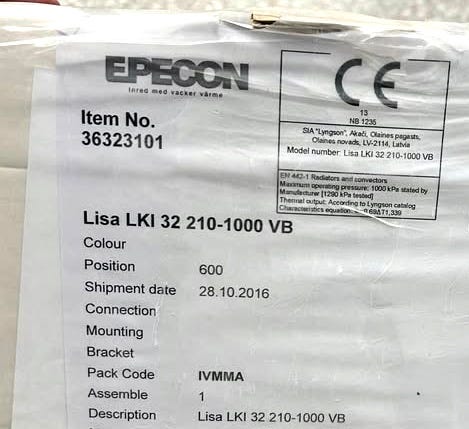 EPECON
Inred med vacker värme
Item No.
36323101
CE
13
NB 1235
SIA "Lyngson", Akači, Olaines pagasts,
Olaines novads, LV-2114, Latvia
Model number: Lisa LKI 32 210-1000 VB
EN 442-1 Radiators and convectors
Maximum operating pressure: 1000 kPa stated by
Manufacturer [1290 kPa tested]
Thermal output: According to Lyngson catalog
Characteristics equation:
Lisa LKI 32 210-1000 VB
Colour
Position 600
Shipment date 28.10.2016
Connection
Mounting
Bracket
Pack Code IVMMA
Assemble 1
Description Lisa LKI 32 210-1000 VB